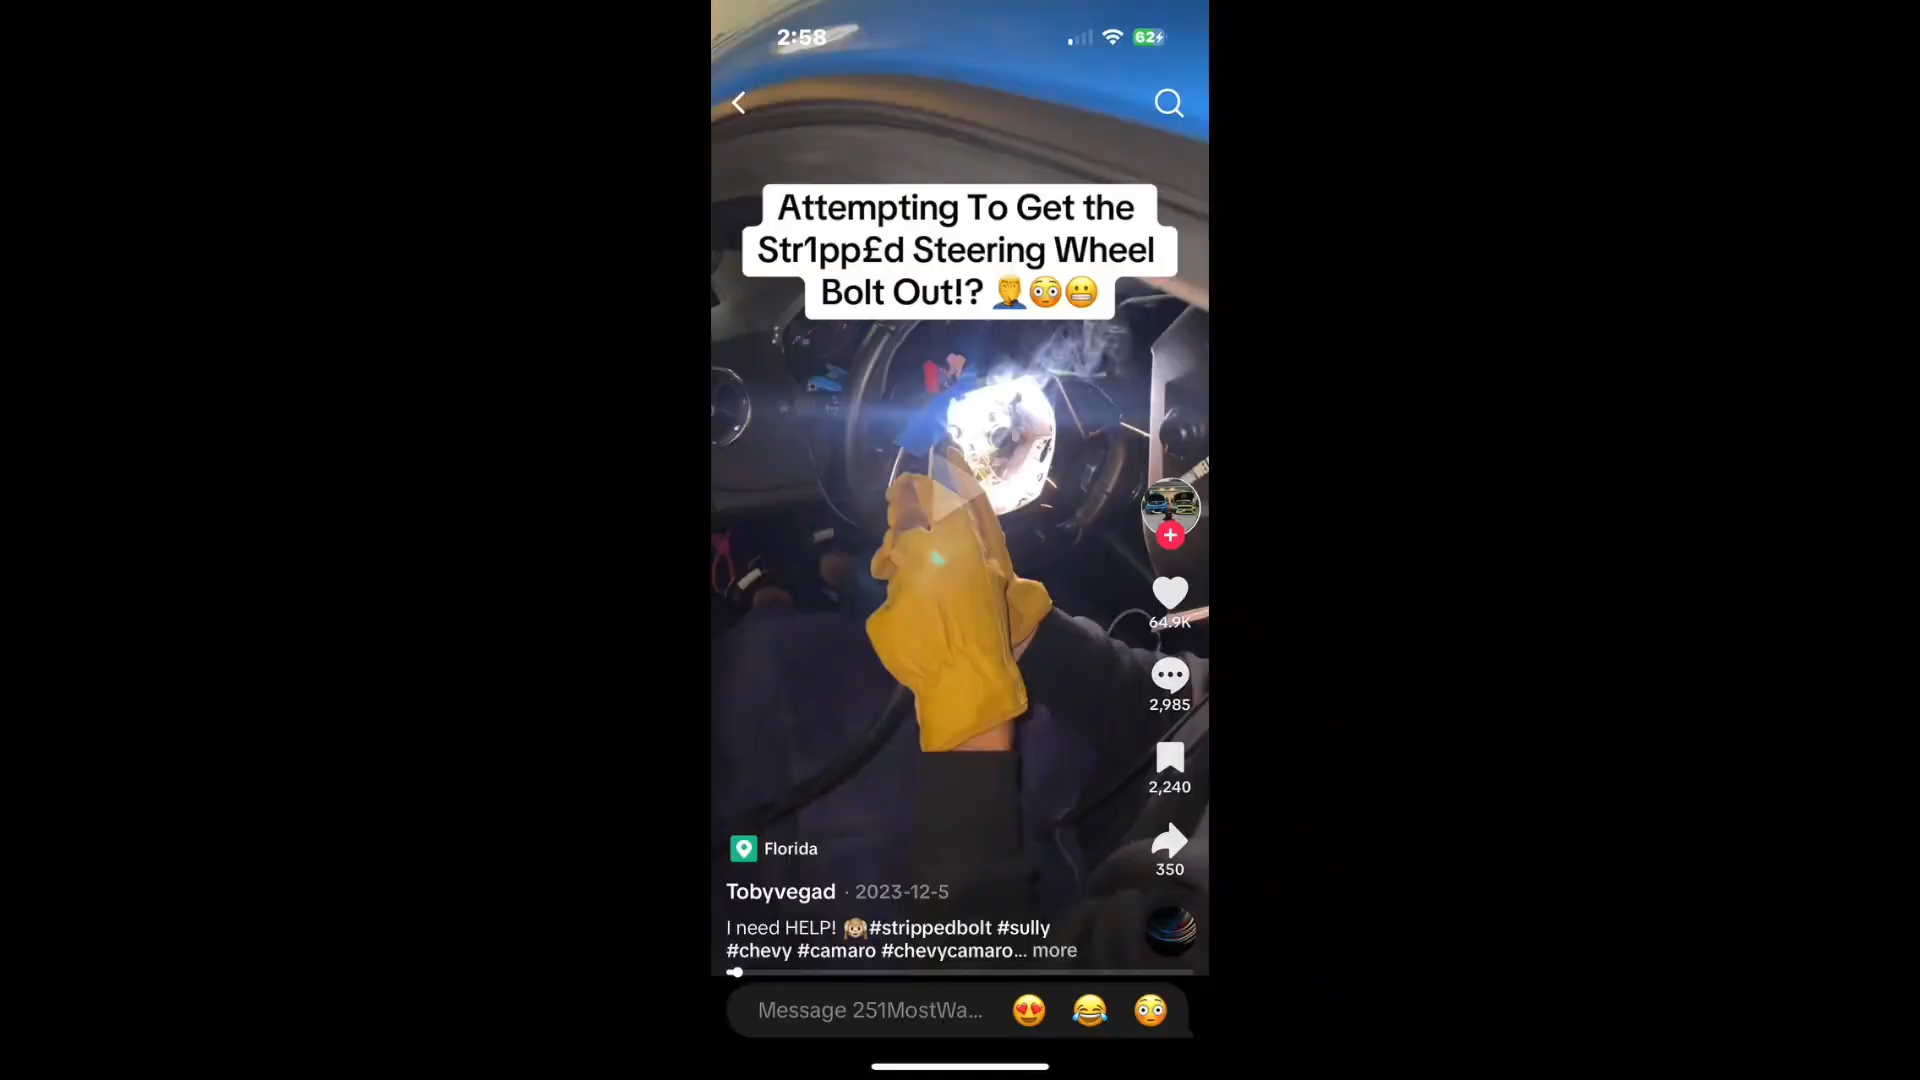 2:58
62
Attempting To Get the
Str1pp£d Steering Wheel
Bolt Out!? 🤦‍♂️😳😬
64.9K
2,985
2,240
350
Florida
Tobyvegad · 2023-12-5
I need HELP! 🙉#strippedbolt #sully
#chevy #camaro #chevycamaro... more
Message 251MostWa... 😍 😂 😳